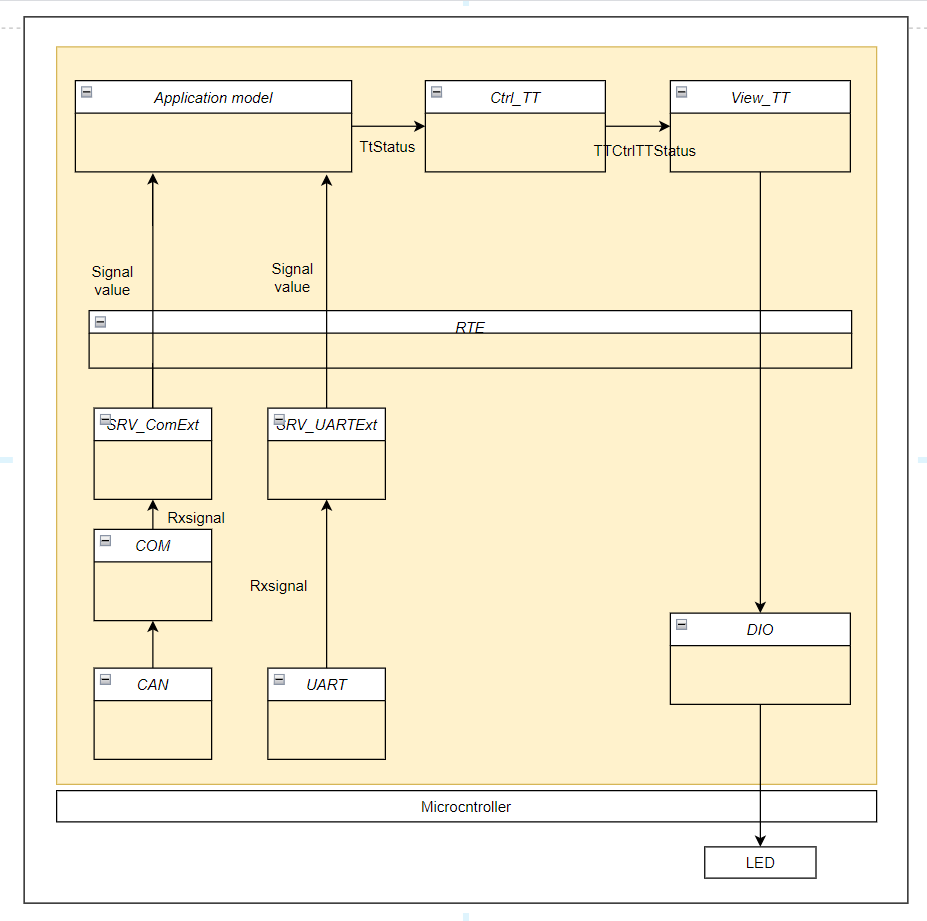 Application model
Ctrl_TT
View_TT
TtStatus
TTCtrlTTStatus
Signal
value
Signal
value
RTE
SRV_ComExt
SRV_UARTExt
Rxsignal
COM
Rxsignal
DIO
CAN
UART
Microcntroller
LED